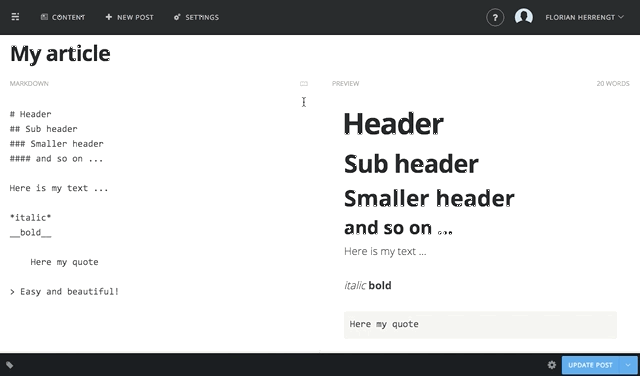 CONTENT NEW POST SETTINGS ? FLORIAN HERRENGT
My article
MARKDOWN
# Header
## Sub header
### Smaller header
#### and so on ...
Here is my text ...
*italic*
__bold__
Here my quote
> Easy and beautiful!
PREVIEW 20 WORDS
Header
Sub header
Smaller header
and so on ...
Here is my text ...
italic bold
Here my quote
UPDATE POST